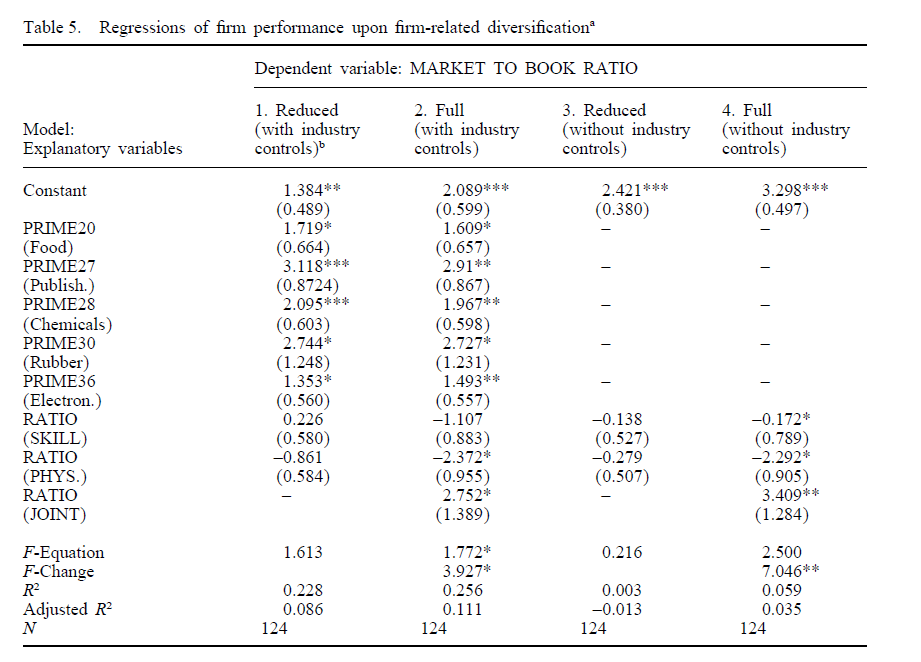 Table 5. Regressions of firm performance upon firm-related diversificationᵃ
Dependent variable: MARKET TO BOOK RATIO
1. Reduced 2. Full 3. Reduced 4. Full
Model: (with industry (with industry (without industry (without industry
Explanatory variables controls)ᵇ controls) controls) controls)
Constant 1.384** 2.089*** 2.421*** 3.298***
(0.489) (0.599) (0.380) (0.497)
PRIME20 1.719* 1.609* – –
(Food) (0.664) (0.657)
PRIME27 3.118*** 2.91** – –
(Publish.) (0.8724) (0.867)
PRIME28 2.095*** 1.967** – –
(Chemicals) (0.603) (0.598)
PRIME30 2.744* 2.727* – –
(Rubber) (1.248) (1.231)
PRIME36 1.353* 1.493** – –
(Electron.) (0.560) (0.557)
RATIO 0.226 –1.107 –0.138 –0.172*
(SKILL) (0.580) (0.883) (0.527) (0.789)
RATIO –0.861 –2.372* –0.279 –2.292*
(PHYS.) (0.584) (0.955) (0.507) (0.905)
RATIO – 2.752* – 3.409**
(JOINT) (1.389) (1.284)
F-Equation 1.613 1.772* 0.216 2.500
F-Change 3.927* 7.046**
R² 0.228 0.256 0.003 0.059
Adjusted R² 0.086 0.111 –0.013 0.035
N 124 124 124 124